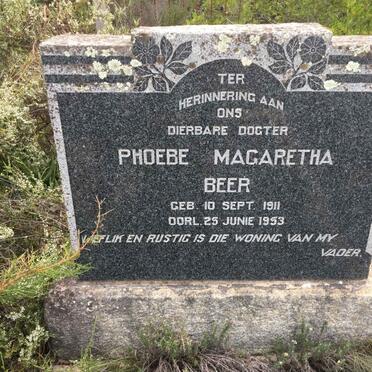 TER
HERINNERING AAN
ONS
DIERBARE DOGTER
PHOEBE MAGARETHA
BEER
GEB. 10 SEPT. 1911
OORL. 25 JUNIE 1953
EN RUSTIG IS DIE WONING VAN MY
VADER.